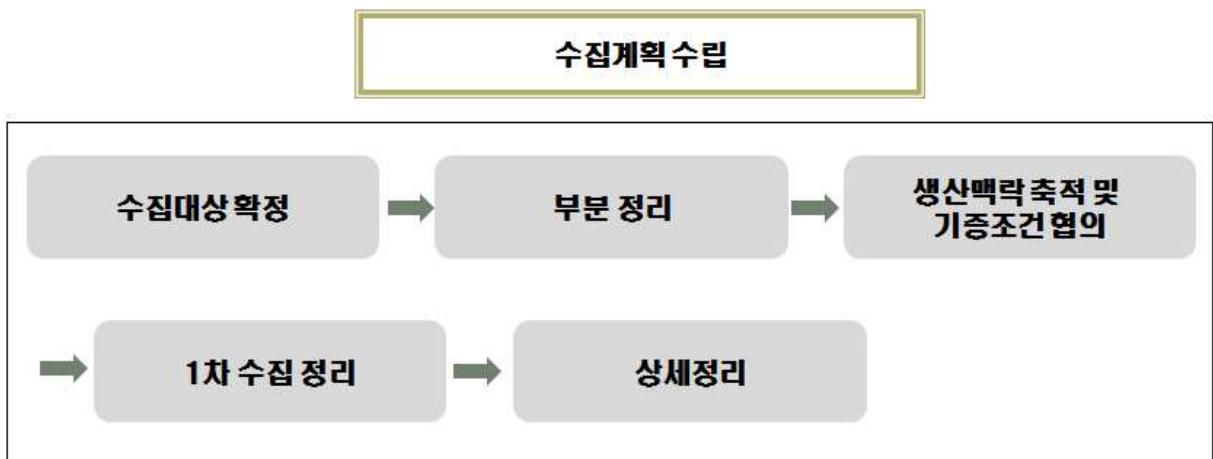 수집계획 수립
수집대상 확정
부분 정리
생산맥락 축적 및
기증조건 협의
1차 수집 정리
상세정리